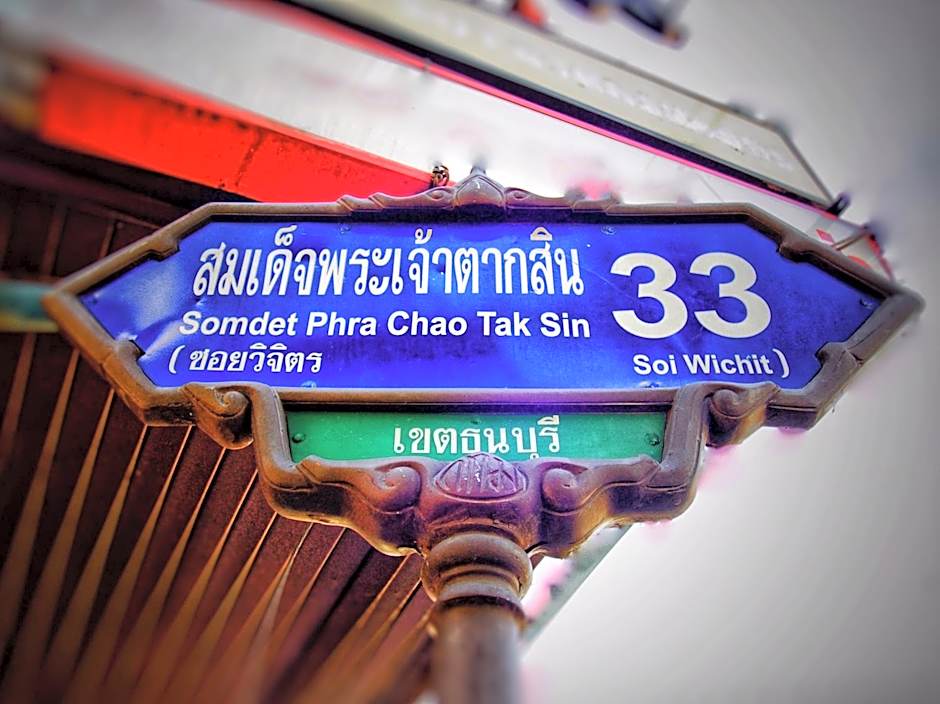 สมเด็จพระเจ้าตากสิน 33
Somdet Phra Chao Tak Sin
(ซอยวิจิตร Soi Wichit)
เขตธนบุรี